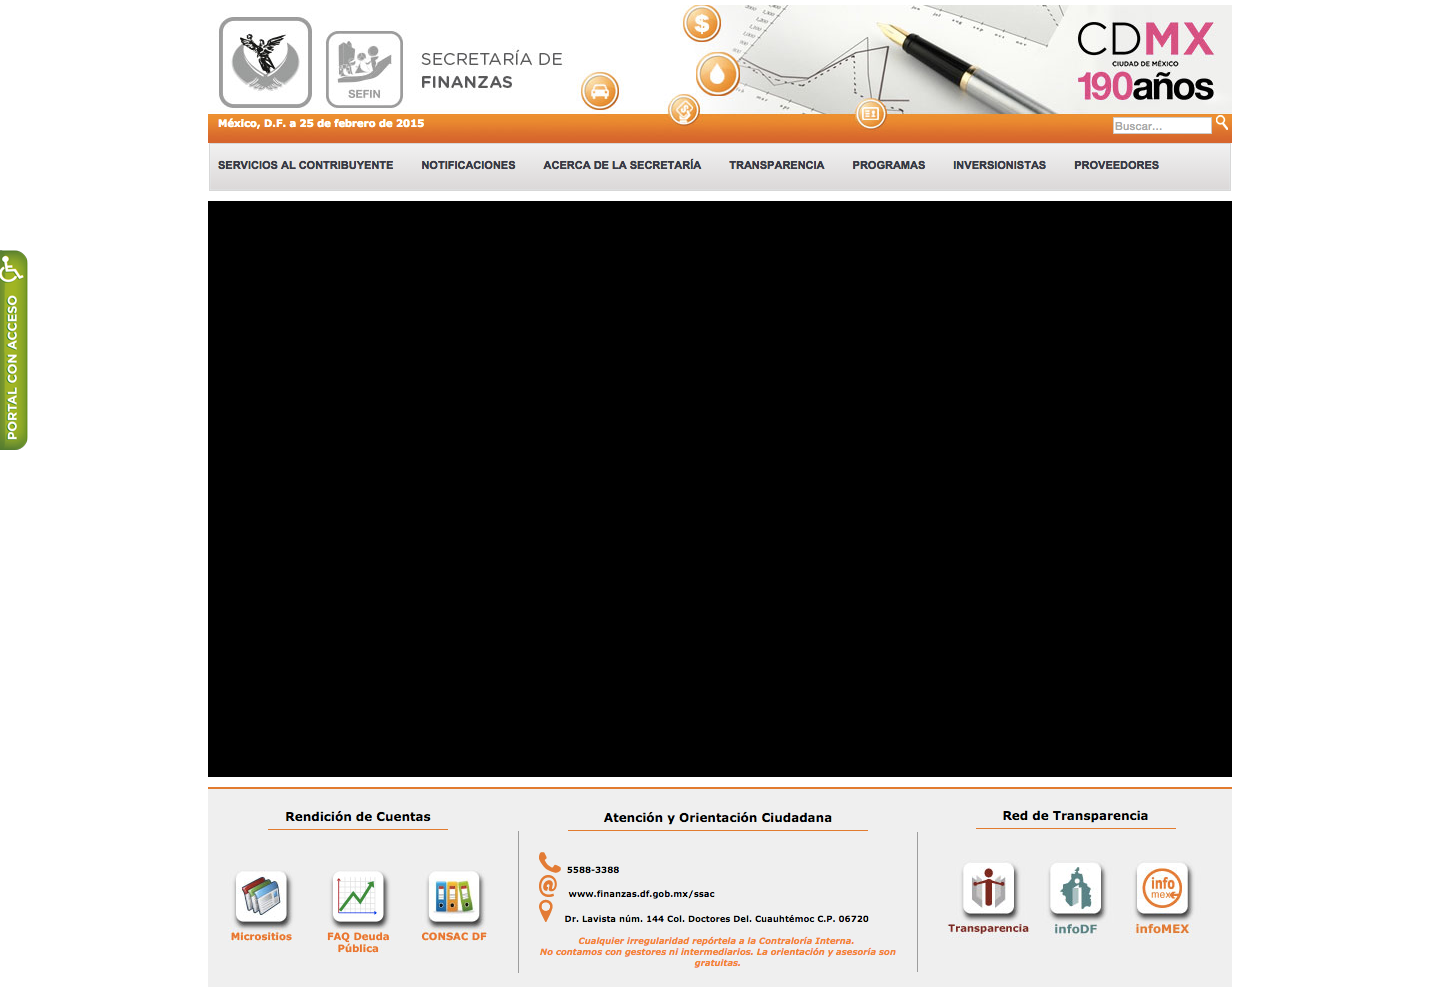 SEFIN
SECRETARÍA DE
FINANZAS
$
CDMX
CIUDAD DE MÉXICO
190años
México, D.F. a 25 de febrero de 2015
Buscar...
SERVICIOS AL CONTRIBUYENTE
NOTIFICACIONES
ACERCA DE LA SECRETARÍA
TRANSPARENCIA
PROGRAMAS
INVERSIONISTAS
PROVEEDORES
PORTAL CON ACCESO
Rendición de Cuentas
Micrositios
FAQ Deuda
Pública
CONSAC DF
Atención y Orientación Ciudadana
5588-3388
@ www.finanzas.df.gob.mx/ssac
Dr. Lavista núm. 144 Col. Doctores Del. Cuauhtémoc C.P. 06720
Cualquier irregularidad repórtela a la Contraloría Interna.
No contamos con gestores ni intermediarios. La orientación y asesoría son
gratuitas.
Red de Transparencia
Transparencia
infoDF
info
mex
infoMEX